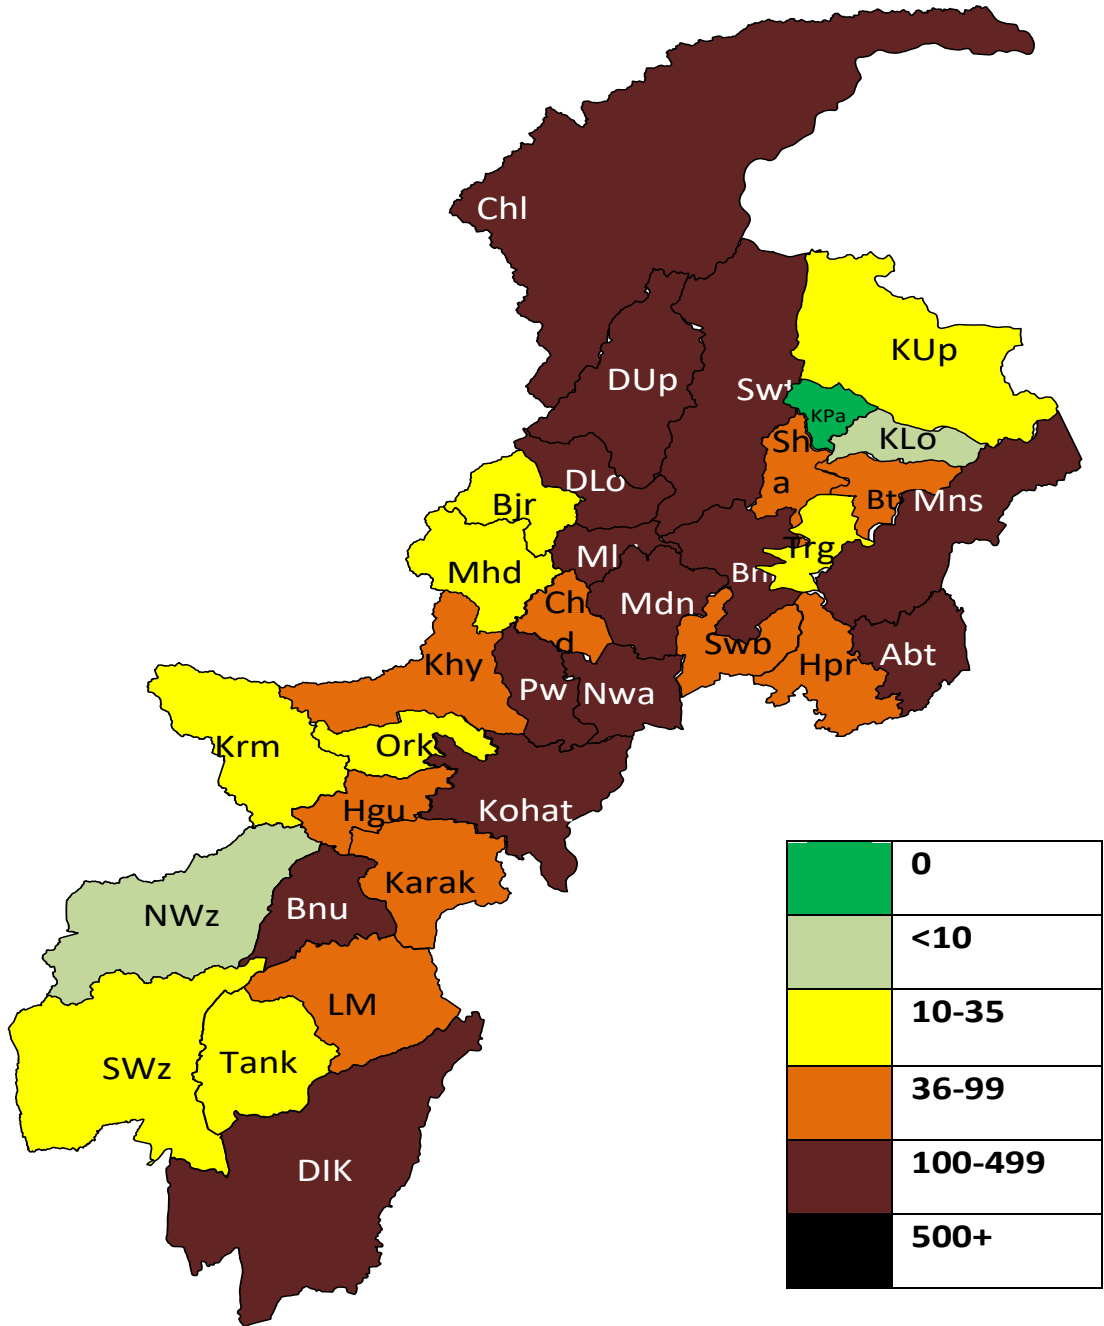 Chl
KUp
DUp
Swt
KPa
Sh
a
KLo
DLo
Bjr
Bt
Mns
Trg
Ml
Mhd
Bn
Ch
d
Mdn
Swb
Abt
Khy
Hpr
Pw
Nwa
Krm
Ork
Hgu
Kohat
Karak
Bnu
NWz
LM
SWz
Tank
DIK
0
<10
10-35
36-99
100-499
500+